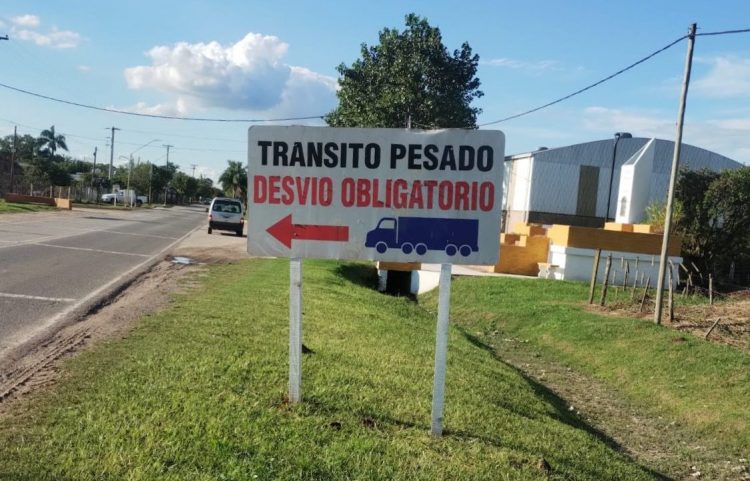 TRANSITO PESADO
DESVIO OBLIGATORIO